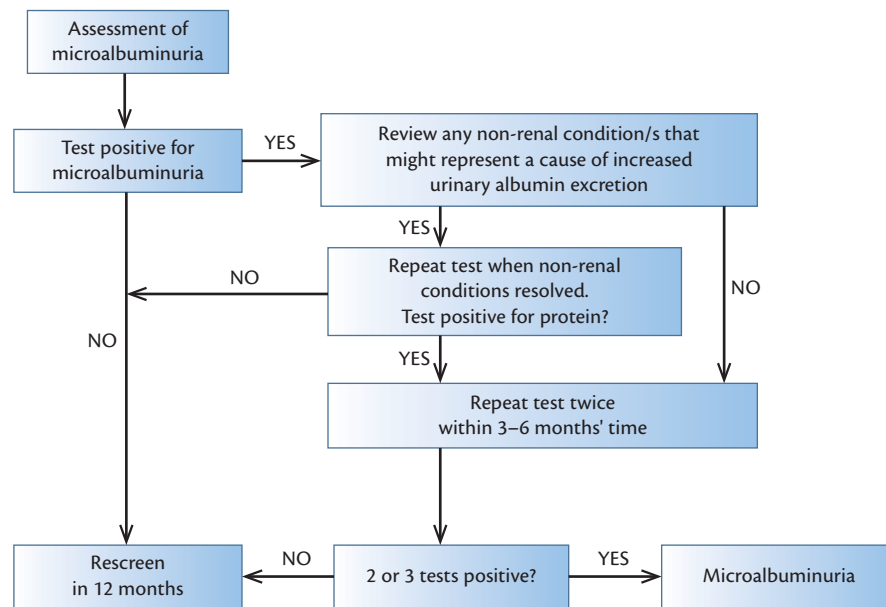 Assessment of
microalbuminuria
Test positive for
microalbuminuria
YES
Review any non-renal condition/s that
might represent a cause of increased
urinary albumin excretion
YES
NO
Repeat test when non-renal
conditions resolved.
Test positive for protein?
NO
NO
YES
Repeat test twice
within 3–6 months' time
Rescreen
in 12 months
NO
2 or 3 tests positive?
YES
Microalbuminuria